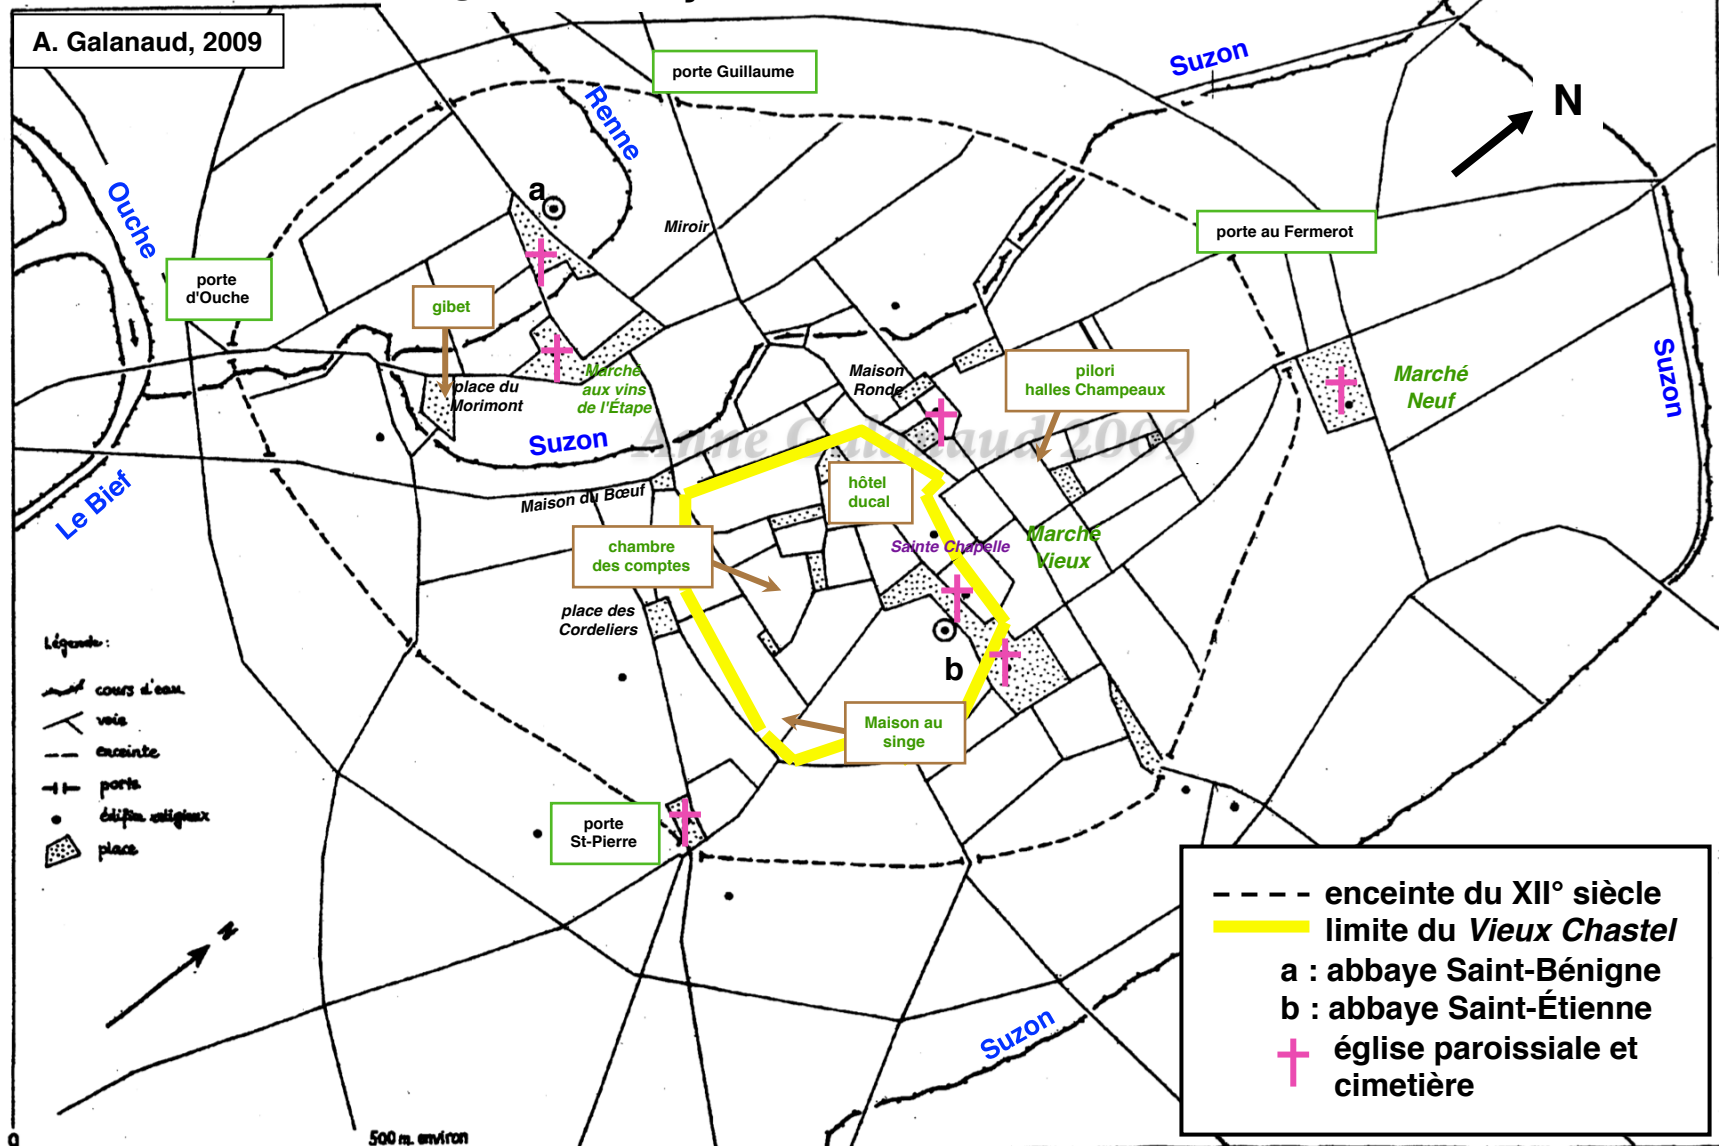 A. Galanaud, 2009
porte Guillaume
Suzon
N
Renne
Ouche
a
Miroir
porte au Fermerot
porte
d'Ouche
gibet
Suzon
Maison
Ronde
pilori
halles Champeaux
Marché
Neuf
place du
Morimont
Marché
aux vins
de l'Étape
Anne Galanaud 2009
Suzon
Le Bief
Maison du Bœuf
hôtel
ducal
chambre
des comptes
Sainte Chapelle
Marché
Vieux
place des
Cordeliers
b
Maison au
singe
porte
St-Pierre
Légende :
cours d'eau
voie
enceinte
porte
édifice religieux
place
N
Suzon
0
500 m. environ
enceinte du XII° siècle
limite du Vieux Chastel
a : abbaye Saint-Bénigne
b : abbaye Saint-Étienne
église paroissiale et
cimetière